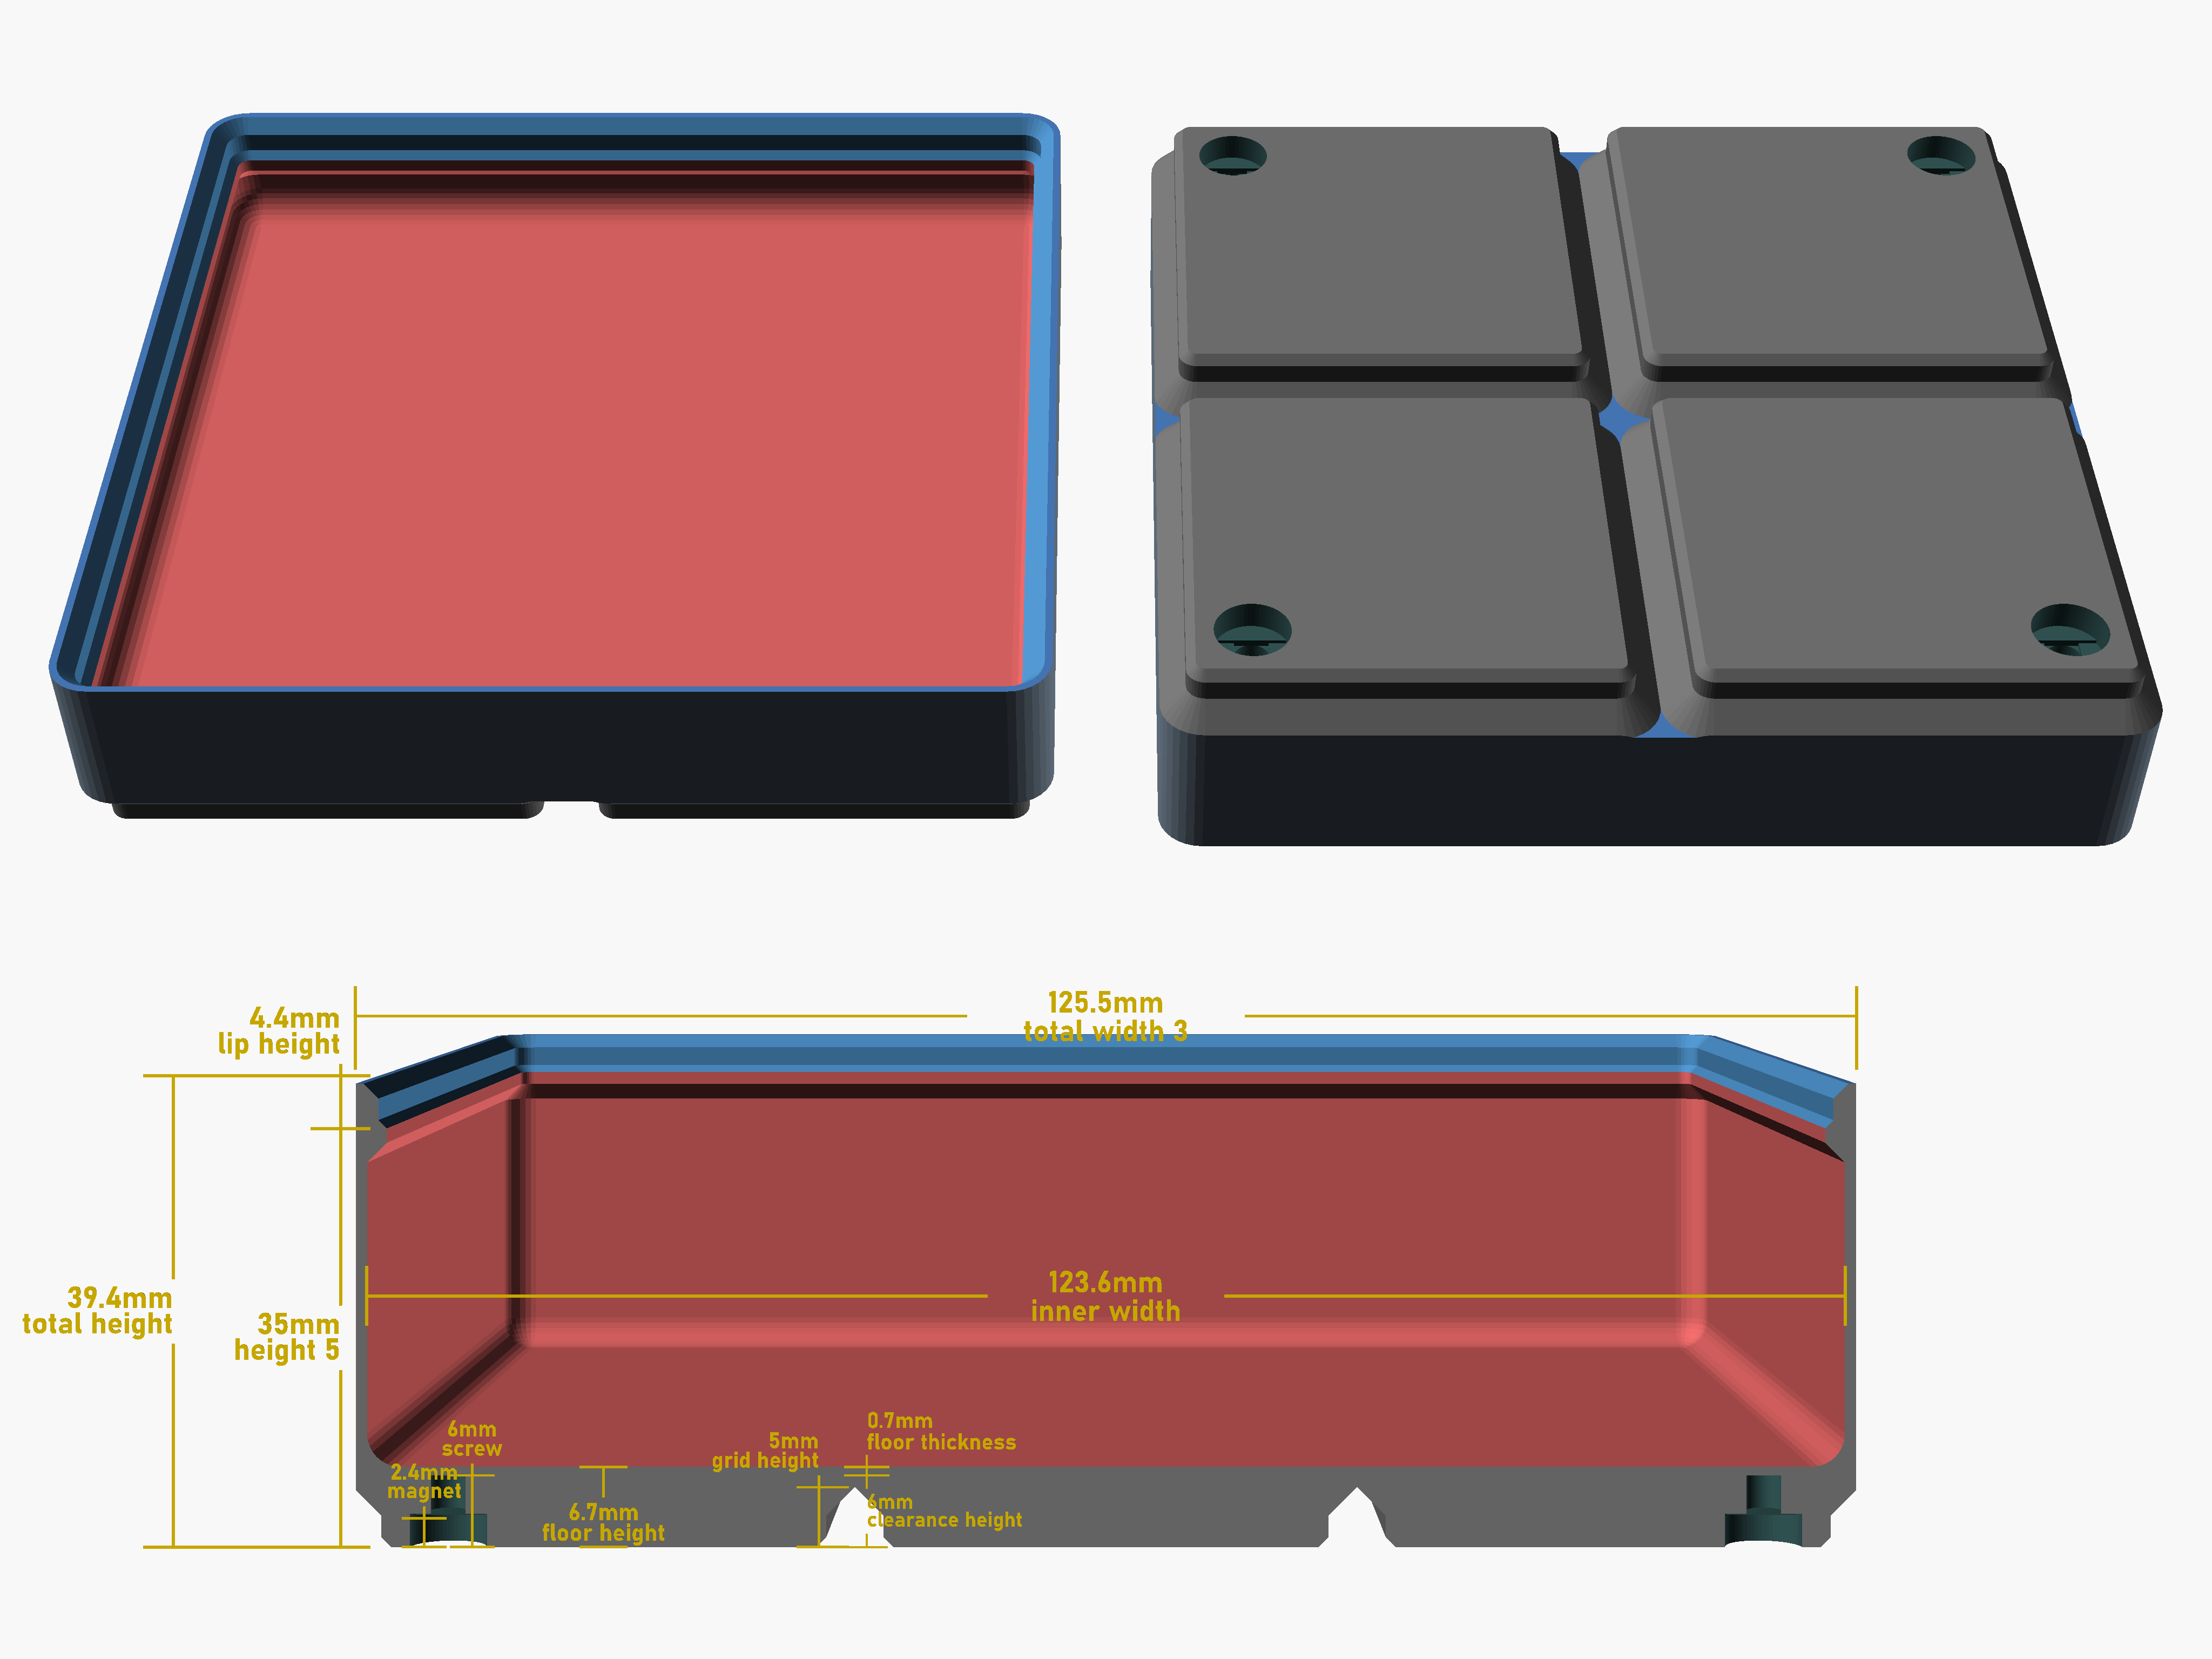 125.5mm
total width 3
4.4mm
lip height
123.6mm
inner width
39.4mm
total height
35mm
height 5
6mm
screw
2.4mm
magnet
0.7mm
floor thickness
5mm
grid height
6mm
clearance height
6.7mm
floor height